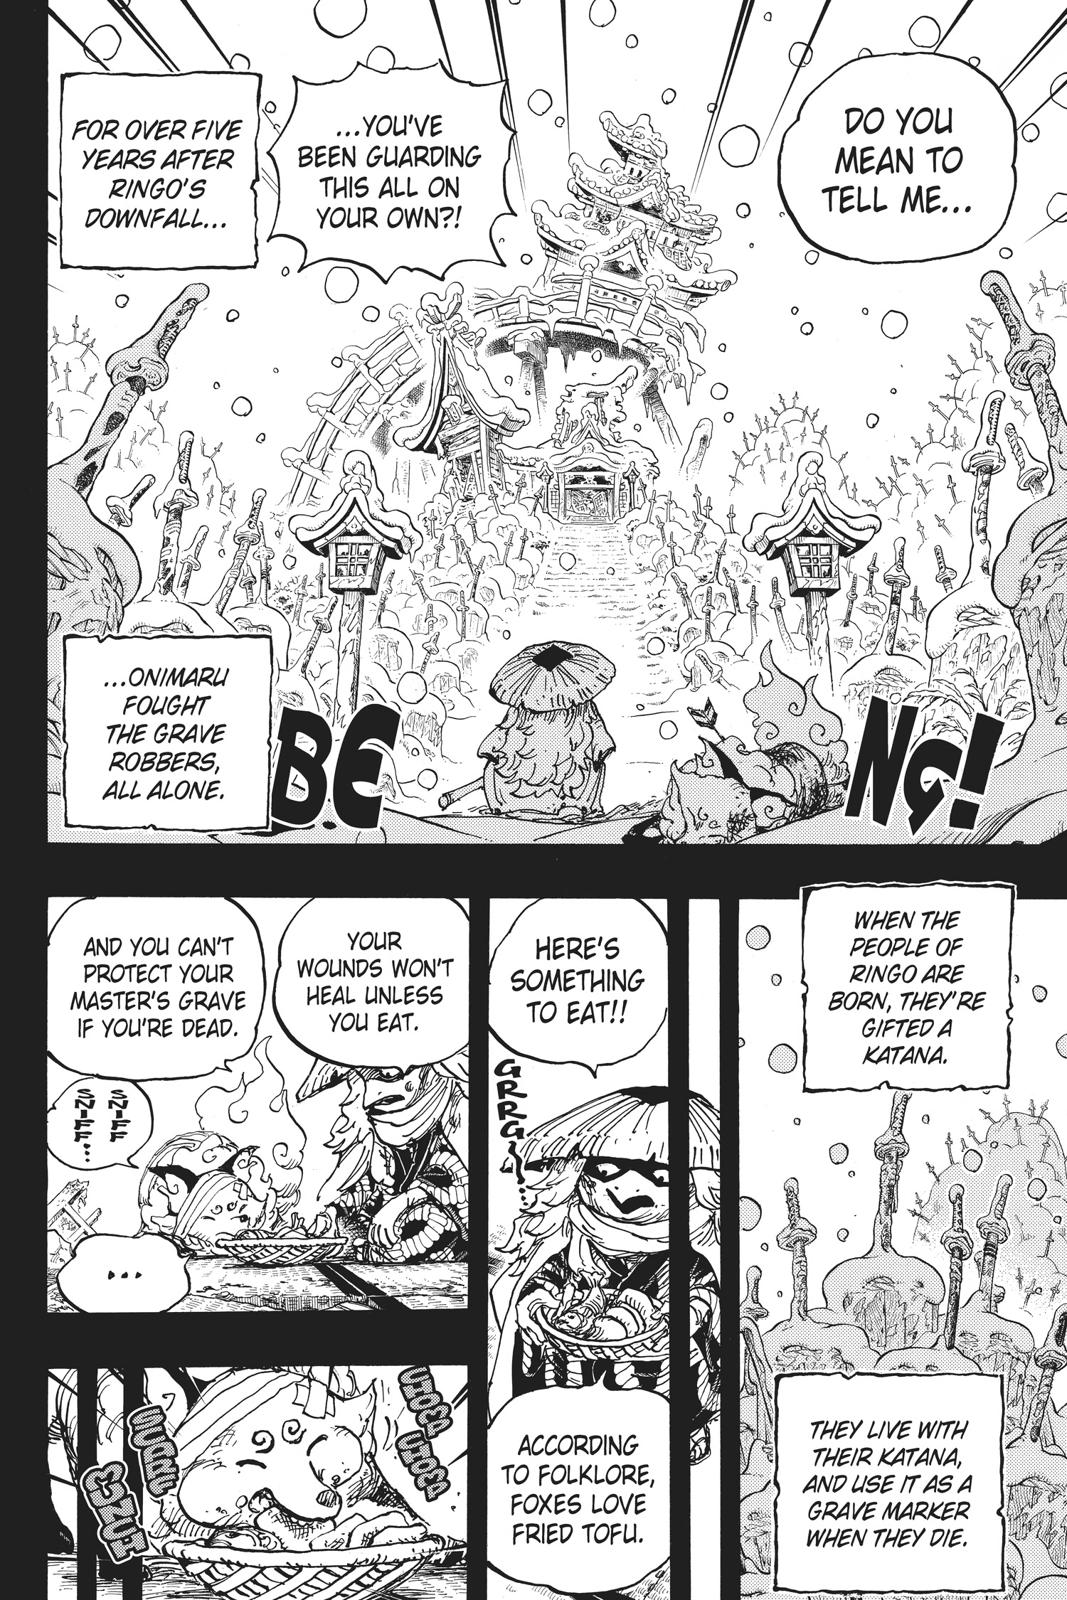 DO YOU
MEAN TO
TELL ME...
...YOU'VE
BEEN GUARDING
THIS ALL ON
YOUR OWN?!
FOR OVER FIVE
YEARS AFTER
RINGO'S
DOWNFALL...
...ONIMARU
FOUGHT
THE GRAVE
ROBBERS,
ALL ALONE.
BE
NG!
WHEN THE
PEOPLE OF
RINGO ARE
BORN, THEY'RE
GIFTED A
KATANA.
THEY LIVE WITH
THEIR KATANA,
AND USE IT AS A
GRAVE MARKER
WHEN THEY DIE.
HERE'S
SOMETHING
TO EAT!!
GRRG...
ACCORDING
TO FOLKLORE,
FOXES LOVE
FRIED TOFU.
YOUR
WOUNDS WON'T
HEAL UNLESS
YOU EAT.
AND YOU CAN'T
PROTECT YOUR
MASTER'S GRAVE
IF YOU'RE DEAD.
SNIFF
SNIFF...
...